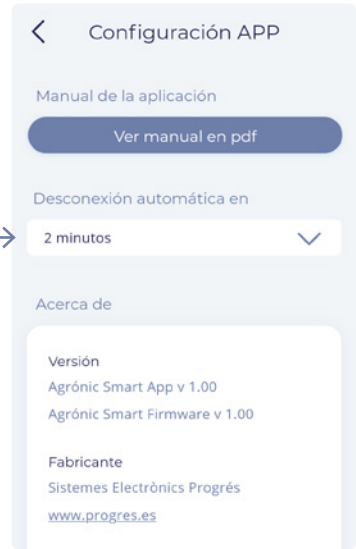 Configuración APP
Manual de la aplicación
Ver manual en pdf
Desconexión automática en
2 minutos
Acerca de
Versión
Agrónic Smart App v 1.00
Agrónic Smart Firmware v 1.00
Fabricante
Sistemes Electrònics Progrés
www.progres.es